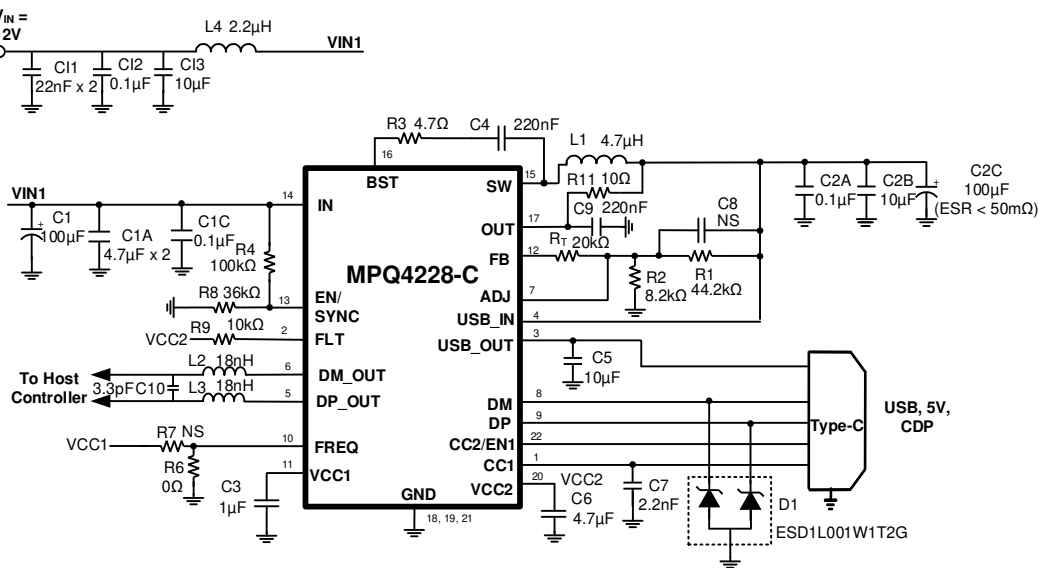 VIN =
2V
L4 2.2µH
VIN1
CI1
22nF x 2
CI2
0.1µF
CI3
10µF
R3 4.7Ω
C4
220nF
16
BST
L1 4.7µH
15
SW
R11 10Ω
C9 220nF
17
OUT
C8
NS
C2A
0.1µF
C2B
10µF
C2C
100µF
(ESR < 50mΩ)
+
VIN1
14
IN
C1
100µF
+
C1A
4.7µF x 2
C1C
0.1µF
R4
100kΩ
MPQ4228-C
12
FB
RT 20kΩ
R2
8.2kΩ
R1
44.2kΩ
7
ADJ
R8 36kΩ
13
EN/
SYNC
4
USB_IN
R9 10kΩ
VCC2
2
FLT
3
USB_OUT
C5
10µF
To Host
Controller
L2 18nH
6
DM_OUT
3.3pF C10
L3 18nH
5
DP_OUT
8
DM
9
DP
Type-C
USB, 5V,
CDP
22
CC2/EN1
1
CC1
VCC1
R7 NS
10
FREQ
R6
0Ω
11
VCC1
C3
1µF
20
VCC2
VCC2
C6
4.7µF
C7
2.2nF
D1
ESD1L001W1T2G
GND
18, 19, 21